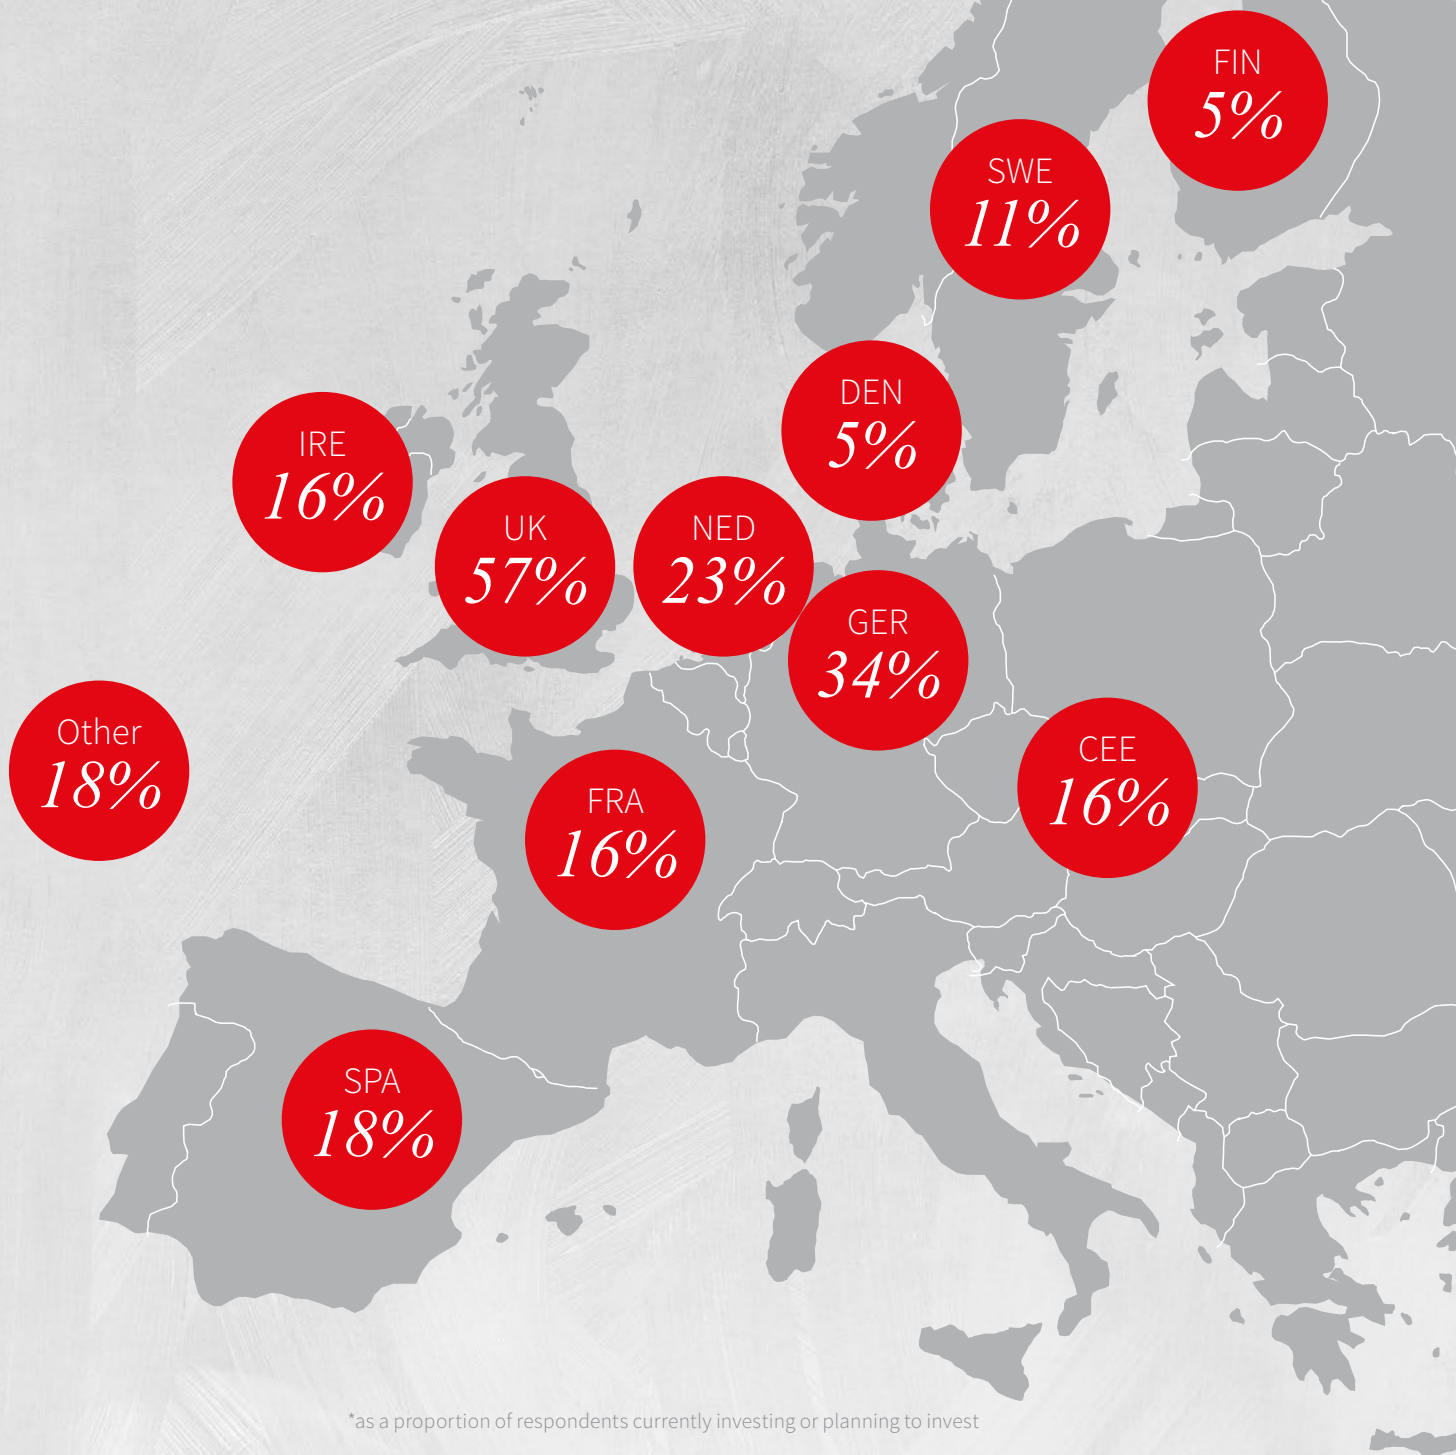 FIN
5%
SWE
11%
DEN
5%
IRE
16%
UK
57%
NED
23%
GER
34%
Other
18%
CEE
16%
FRA
16%
SPA
18%
*as a proportion of respondents currently investing or planning to invest